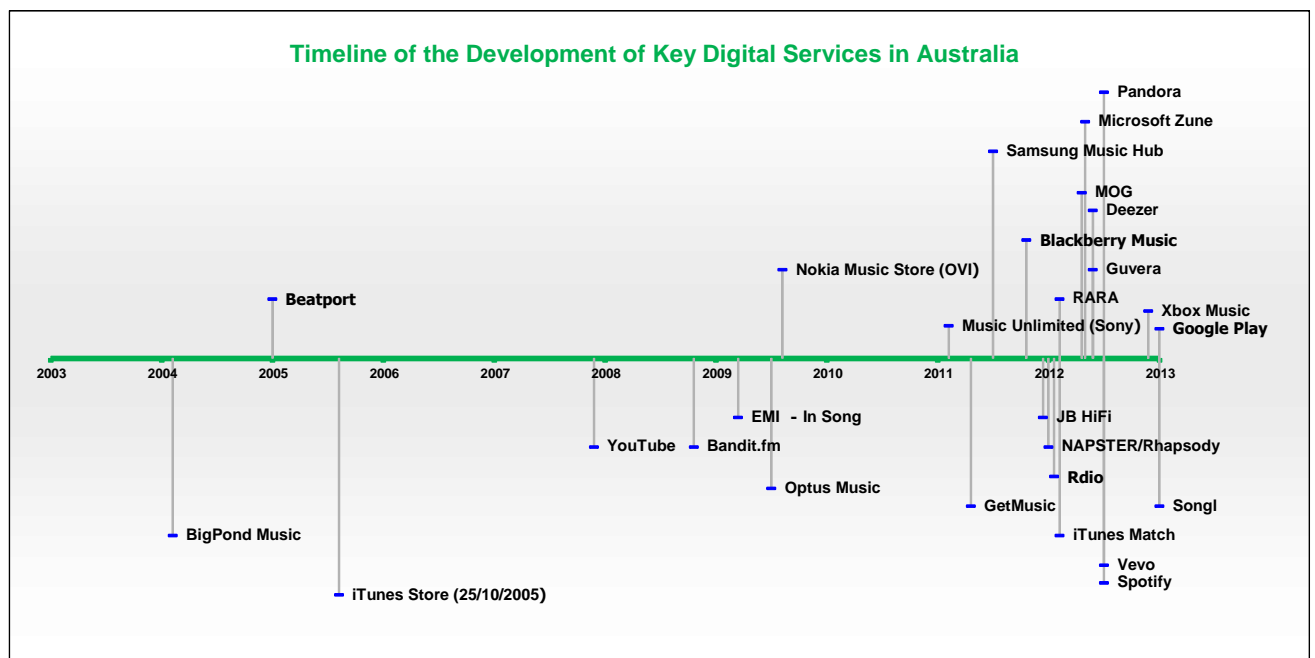 Timeline of the Development of Key Digital Services in Australia
Pandora
Microsoft Zune
Samsung Music Hub
MOG
Deezer
Blackberry Music
Nokia Music Store (OVI)
Guvera
Beatport
RARA
Xbox Music
Music Unlimited (Sony)
Google Play
2003 2004 2005 2006 2007 2008 2009 2010 2011 2012 2013
EMI - In Song
JB HiFi
YouTube
Bandit.fm
NAPSTER/Rhapsody
Rdio
Optus Music
GetMusic
Songl
BigPond Music
iTunes Match
Vevo
Spotify
iTunes Store (25/10/2005)